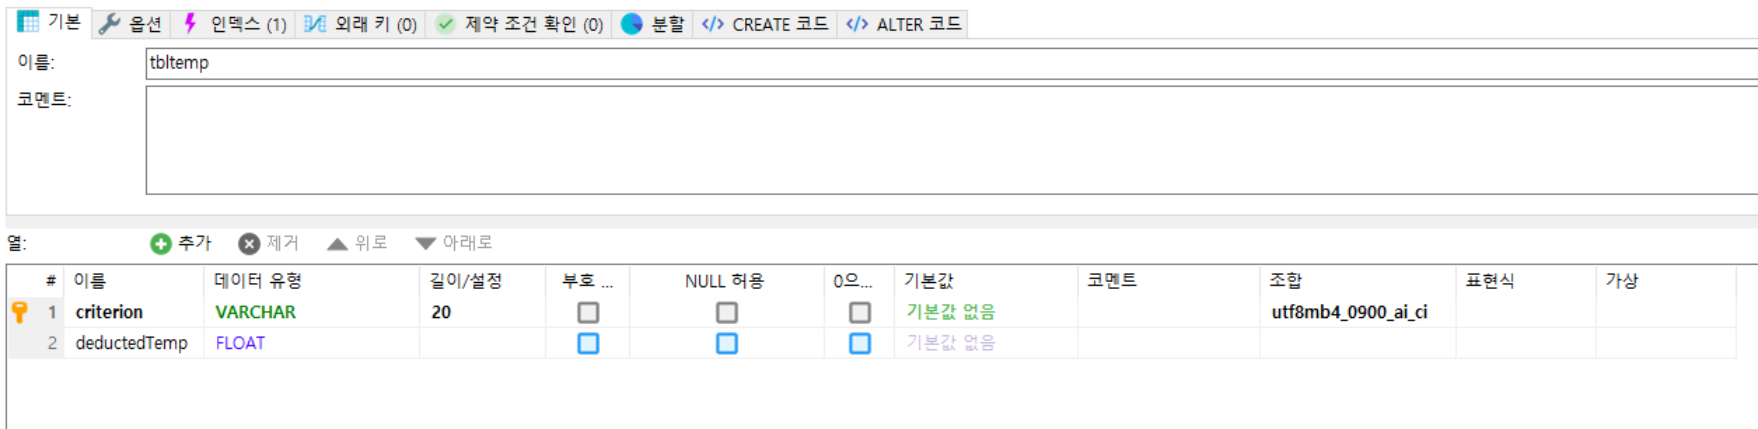 기본 옵션 인덱스 (1) 외래 키 (0) 제약 조건 확인 (0) 분할 </> CREATE 코드 </> ALTER 코드
이름: tbltemp
코멘트:
열: 추가 제거 위로 아래로
# 이름 데이터 유형 길이/설정 부호 ... NULL 허용 0으... 기본값 코멘트 조합 표현식 가상
1 criterion VARCHAR 20 기본값 없음 utf8mb4_0900_ai_ci
2 deductedTemp FLOAT 기본값 없음